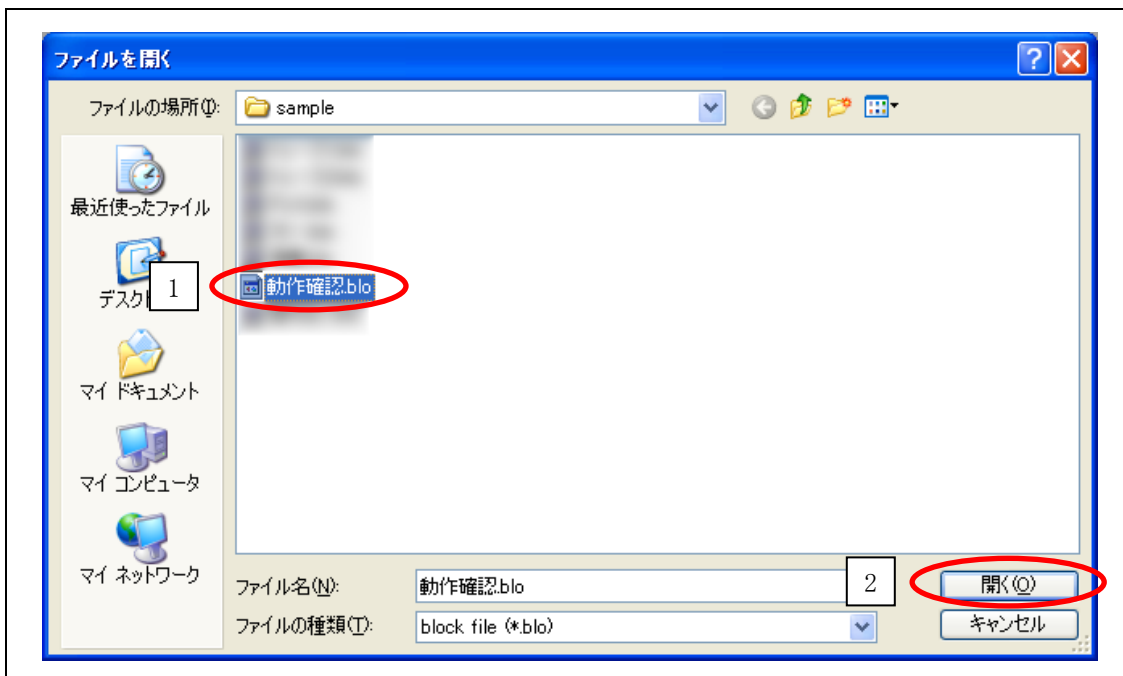 ファイルを開く
ファイルの場所(I):
sample
最近使ったファイル
デスクト
1
動作確認.blo
マイ ドキュメント
マイ コンピュータ
マイ ネットワーク
ファイル名(N):
動作確認.blo
2
開く(O)
ファイルの種類(T):
block file (*.blo)
キャンセル